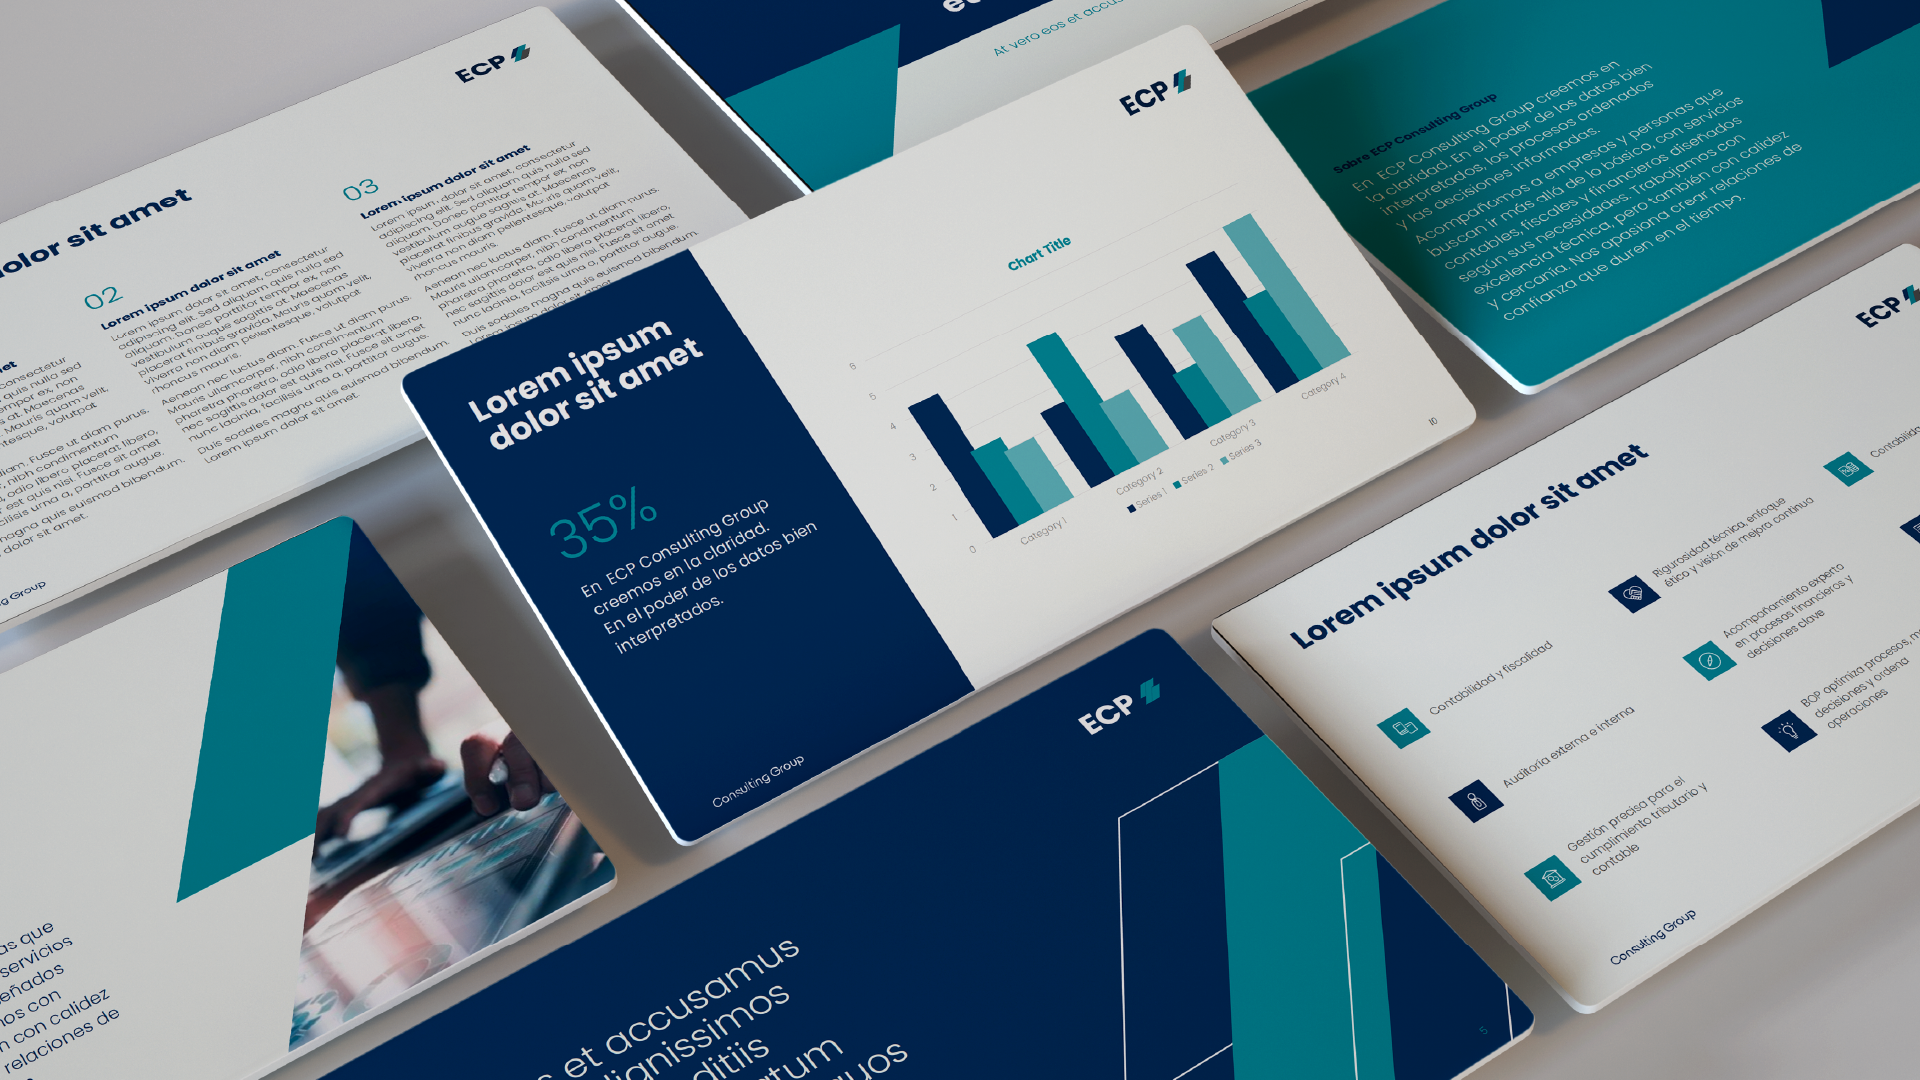 ECP
dolor sit amet
02
Lorem ipsum dolor sit amet
Lorem ipsum dolor sit amet, consectetur
adipiscing elit. Sed aliquam quis nulla sed
aliquam. Donec porttitor tempor ex, non
vestibulum augue sagittis at. Maecenas
placerat finibus gravida. Mauris quam velit,
viverra non diam pellentesque, volutpat
rhoncus mauris.
Aenean nec luctus diam. Fusce ut diam purus.
Mauris ullamcorper, nibh condimentum
pharetra pharetra, odio libero placerat libero,
nec sagittis dolor est quis nisi. Fusce sit amet
nunc lacinia, facilisis urna a, porttitor augue.
Duis sodales magna quis euismod bibendum.
Lorem ipsum dolor sit amet.
03
Lorem ipsum dolor sit amet
Lorem ipsum dolor sit amet, consectetur
adipiscing elit. Sed aliquam quis nulla sed
aliquam. Donec porttitor tempor ex, non
vestibulum augue sagittis at. Maecenas
placerat finibus gravida. Mauris quam velit,
viverra non diam pellentesque, volutpat
rhoncus mauris.
Aenean nec luctus diam. Fusce ut diam purus.
Mauris ullamcorper, nibh condimentum
pharetra pharetra, odio libero placerat libero,
nec sagittis dolor est quis nisi. Fusce sit amet
nunc lacinia, facilisis urna a, porttitor augue.
Duis sodales magna quis euismod bibendum.
Lorem ipsum dolor sit amet
At vero eos et
ECP
Lorem ipsum
dolor sit amet
35%
En ECP Consulting Group
creemos en la claridad.
En el poder de los datos bien
interpretados.
Consulting Group
Chart Title
6
5
4
3
2
1
0
Category 1
Category 2
Category 3
Category 4
Series 1
Series 2
Series 3
10
Sobre ECP Consulting Group
En ECP Consulting Group creemos en
la claridad. En el poder de los datos bien
interpretados, los procesos ordenados
y las decisiones informadas.
Acompañamos a empresas y personas que
buscan ir más allá de lo básico, con servicios
contables, fiscales y financieros diseñados
según sus necesidades. Trabajamos con
excelencia técnica, pero también con calidez
y cercanía. Nos apasiona crear relaciones de
confianza que duren en el tiempo.
ECP
Lorem ipsum dolor sit amet
Contabilidad y fiscalidad
Auditoría externa e interna
Gestión precisa para el
cumplimiento tributario y
contable
Rigurosidad técnica, enfoque
ético y visión de mejora continua
Acompañamiento experto
en procesos financieros y
decisiones clave
BOP optimiza procesos,
decisiones y ordena
operaciones
Consulting Group
que
servicios
con
con calidez
relaciones de
ECP
et accusamus
5